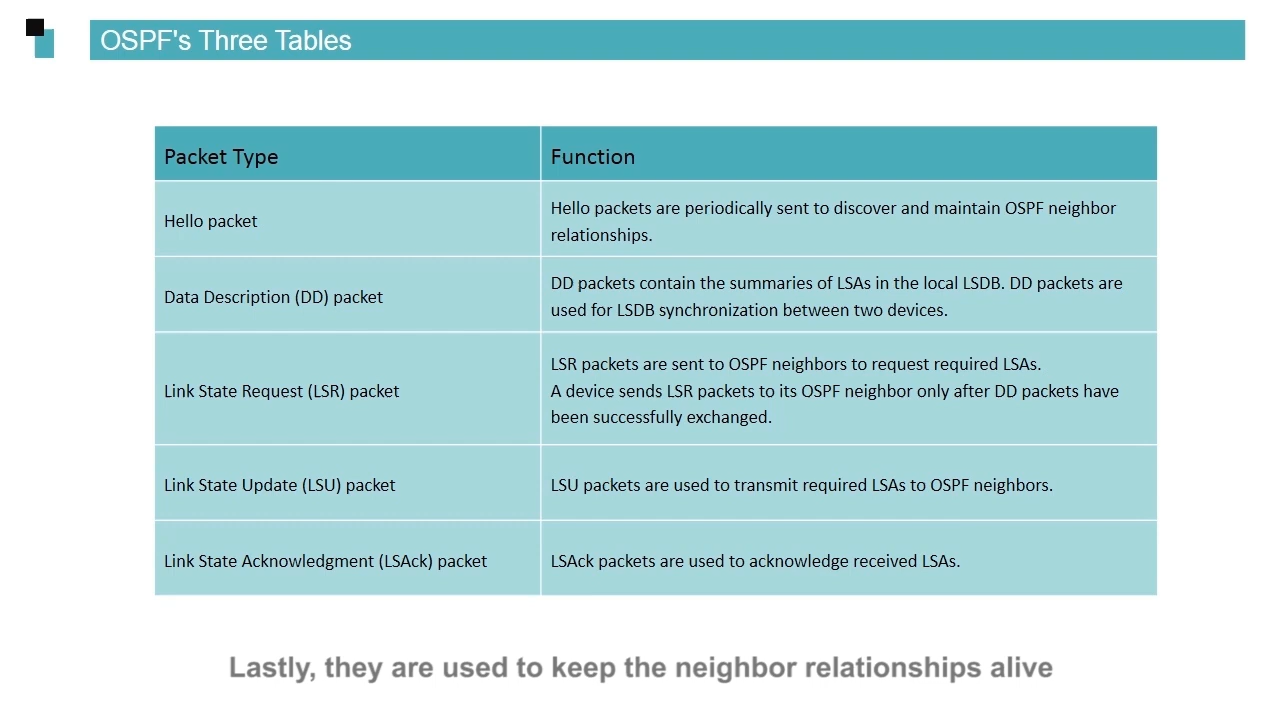 OSPF's Three Tables
Packet Type
Function
Hello packet
Hello packets are periodically sent to discover and maintain OSPF neighbor
relationships.
Data Description (DD) packet
DD packets contain the summaries of LSAs in the local LSDB. DD packets are
used for LSDB synchronization between two devices.
Link State Request (LSR) packet
LSR packets are sent to OSPF neighbors to request required LSAs.
A device sends LSR packets to its OSPF neighbor only after DD packets have
been successfully exchanged.
Link State Update (LSU) packet
LSU packets are used to transmit required LSAs to OSPF neighbors.
Link State Acknowledgment (LSAck) packet
LSAck packets are used to acknowledge received LSAs.
Lastly, they are used to keep the neighbor relationships alive